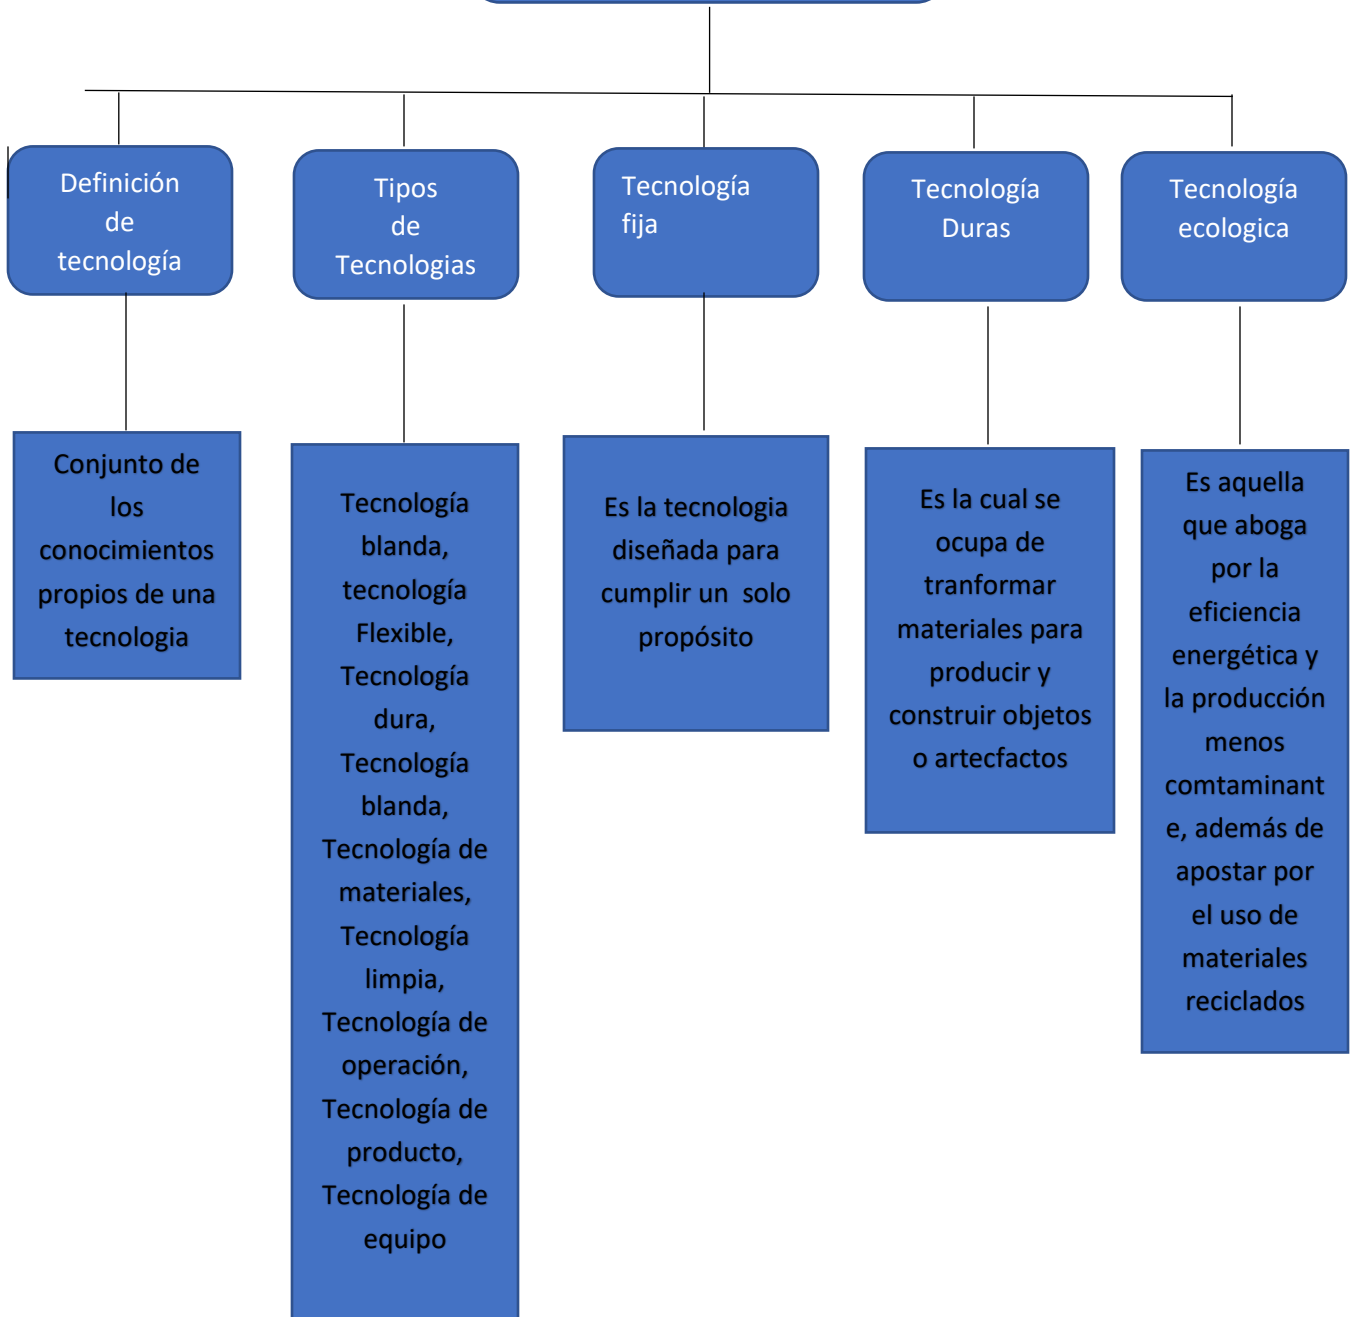 Definición
de
tecnología
Tipos
de
Tecnologias
Tecnología
fija
Tecnología
Duras
Tecnología
ecologica
Conjunto de
los
conocimientos
propios de una
tecnologia
Tecnología
blanda,
tecnología
Flexible,
Tecnología
dura,
Tecnología
blanda,
Tecnología de
materiales,
Tecnología
limpia,
Tecnología de
operación,
Tecnología de
producto,
Tecnología de
equipo
Es la tecnologia
diseñada para
cumplir un  solo
propósito
Es la cual se
ocupa de
tranformar
materiales para
producir y
construir objetos
o artecfactos
Es aquella
que aboga
por la
eficiencia
energética y
la producción
menos
comtaminant
e, además de
apostar por
el uso de
materiales
reciclados